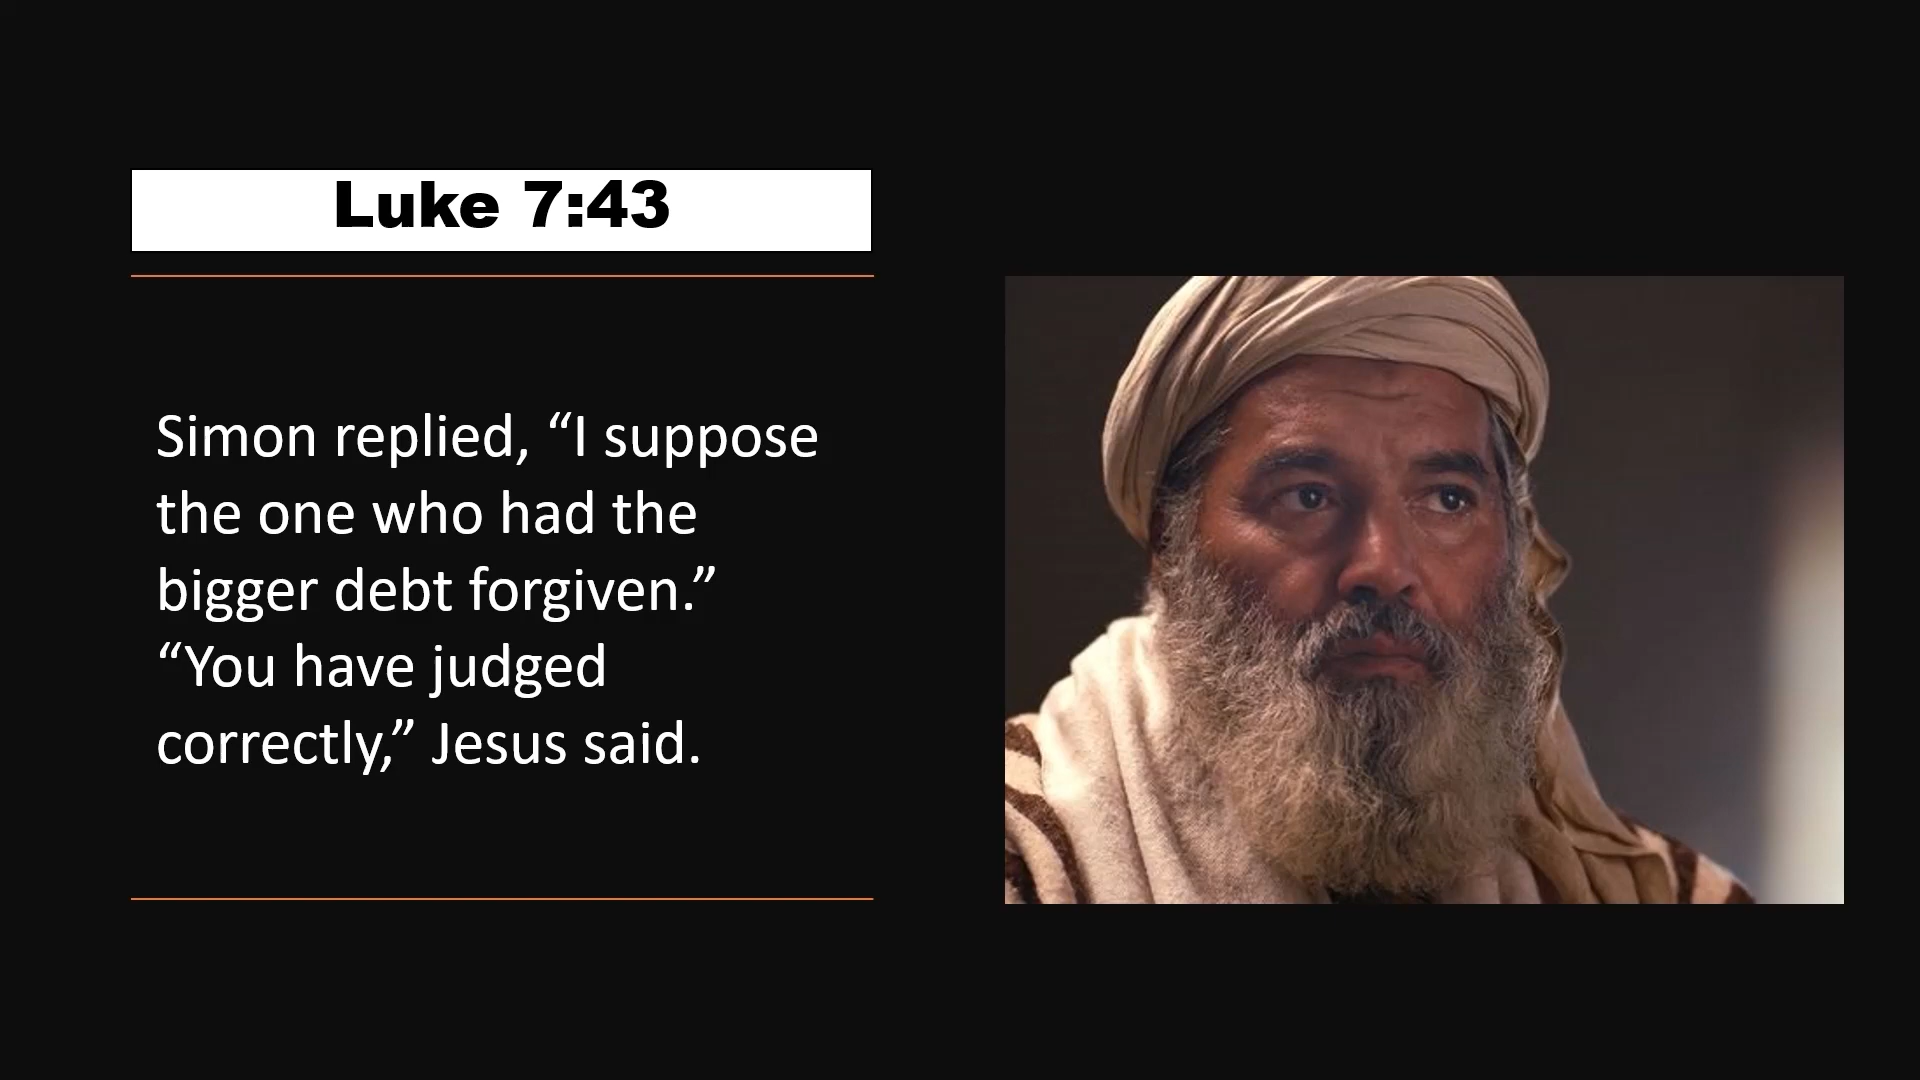 Luke 7:43
Simon replied, “I suppose
the one who had the
bigger debt forgiven.”
“You have judged
correctly,” Jesus said.